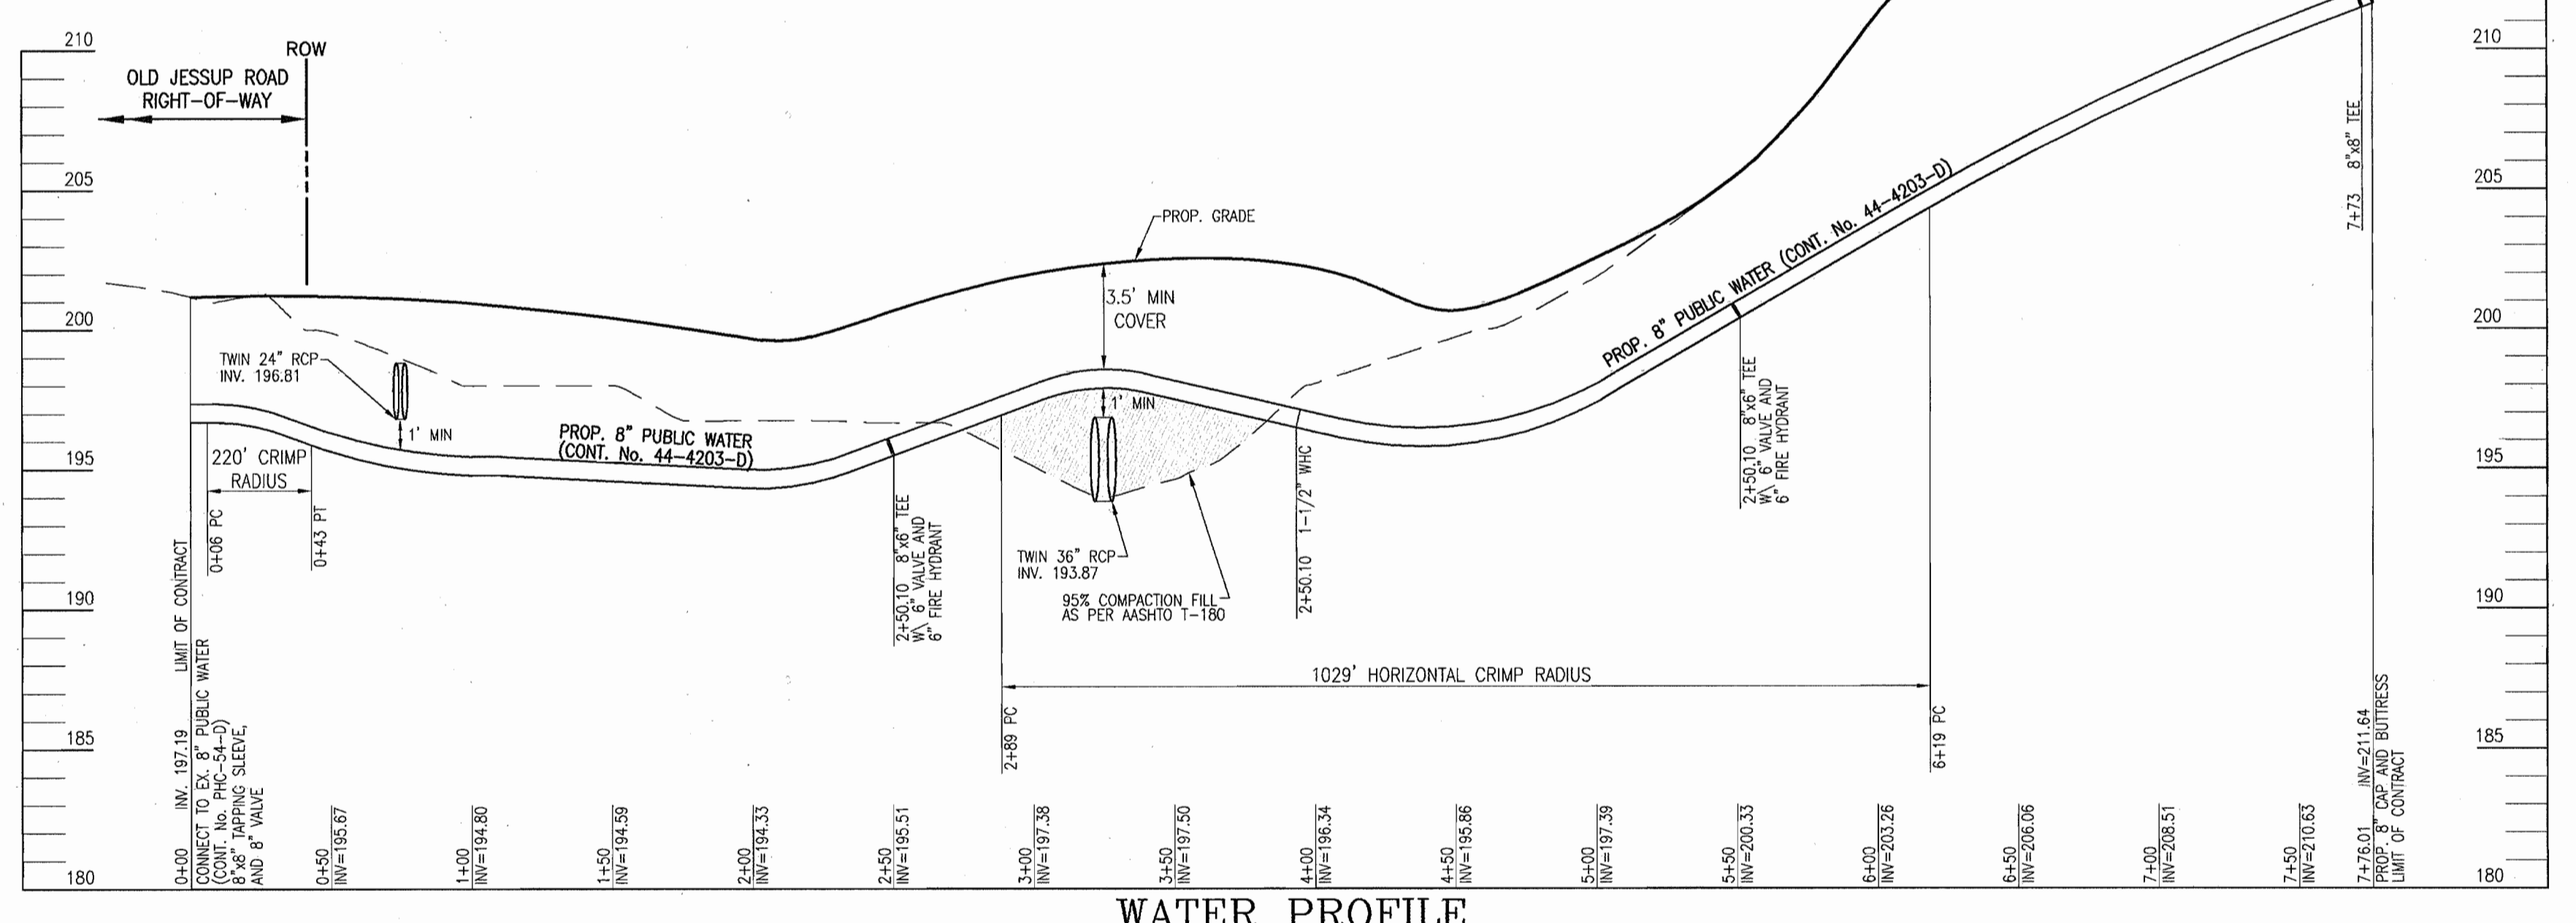 210
205
200
195
190
185
180
ROW
OLD JESSUP ROAD
RIGHT-OF-WAY
TWIN 24" RCP
INV. 196.81
1' MIN
220' CRIMP
RADIUS
0+06 PC
0+43 PT
PROP. 8" PUBLIC WATER
(CONT. No. 44-4203-D)
PROP. GRADE
3.5' MIN
COVER
1' MIN
TWIN 36" RCP
INV. 193.87
95% COMPACTION FILL
AS PER AASHTO T-180
2+50.10 8"x6" TEE
W\ 6" VALVE AND
6" FIRE HYDRANT
2+50.10 1-1/2" WHC
PROP. 8" PUBLIC WATER (CONT. No. 44-4203-D)
2+50.10 8"x6" TEE
W\ 6" VALVE AND
6" FIRE HYDRANT
7+73 8"x8" TEE
1029' HORIZONTAL CRIMP RADIUS
2+89 PC
6+19 PC
0+00 INV. 197.19 LIMIT OF CONTRACT
CONNECT TO EX. 8" PUBLIC WATER
(CONT. No. PHC-54-D)
8"x8" TAPPING SLEEVE,
AND 8" VALVE
0+50
INV=195.67
1+00
INV=194.80
1+50
INV=194.59
2+00
INV=194.33
2+50
INV=195.51
3+00
INV=197.38
3+50
INV=197.50
4+00
INV=196.34
4+50
INV=195.86
5+00
INV=197.39
5+50
INV=200.33
6+00
INV=203.26
6+50
INV=206.06
7+00
INV=208.51
7+50
INV=210.63
7+76.01 INV=211.64
PROP. 8" CAP AND BUTTRESS
LIMIT OF CONTRACT
210
205
200
195
190
185
180
WATER PROFILE